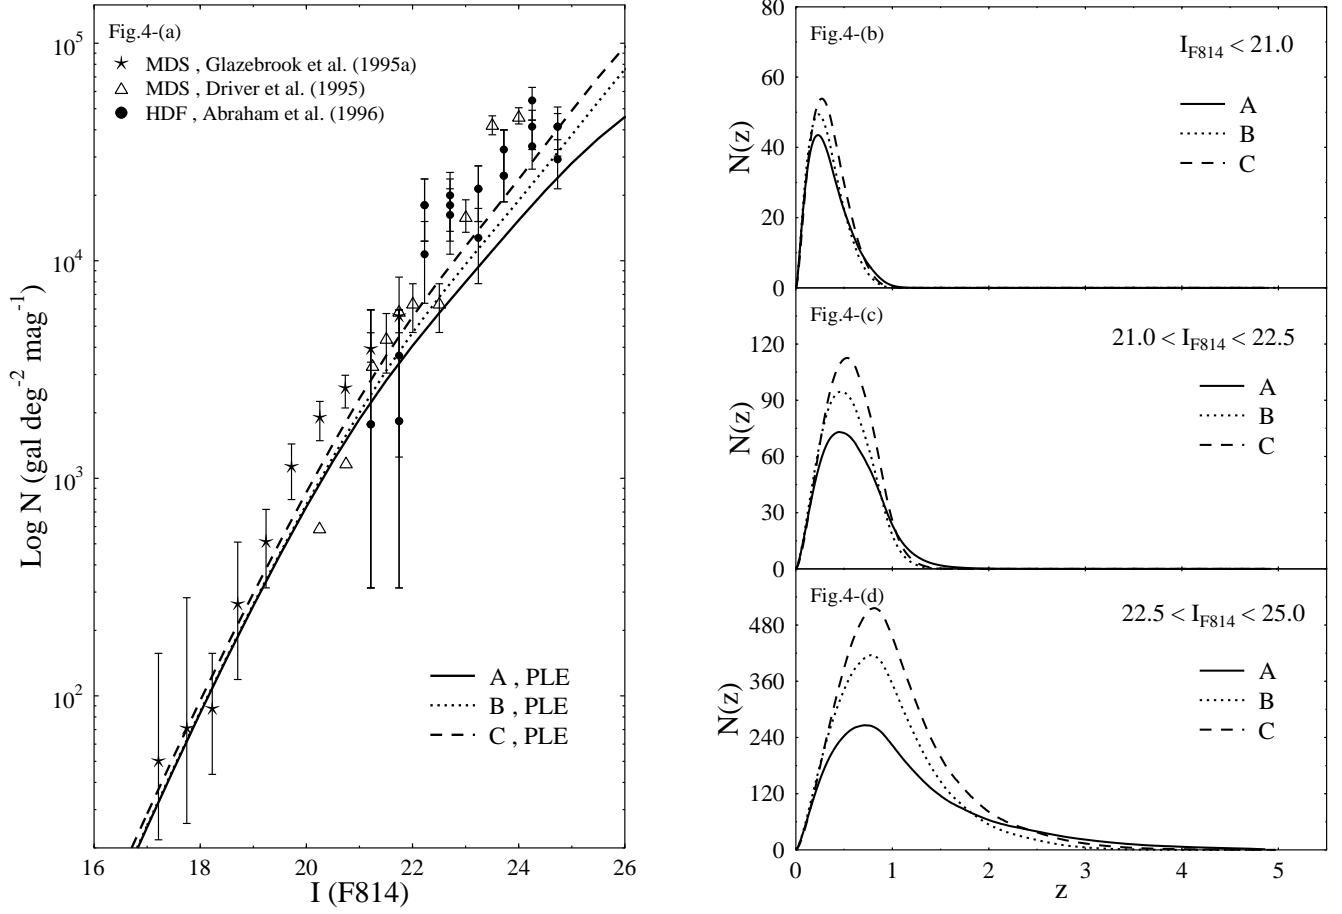 Fig.4-(a)
MDS , Glazebrook et al. (1995a)
MDS , Driver et al. (1995)
HDF , Abraham et al. (1996)
A , PLE
B , PLE
C , PLE
10^5
10^4
10^3
10^2
Log N (gal deg^-2 mag^-1)
16 18 20 22 24 26
I (F814)
Fig.4-(b)
I_F814 < 21.0
A
B
C
80
60
40
20
0
N(z)
Fig.4-(c)
21.0 < I_F814 < 22.5
A
B
C
120
90
60
30
0
N(z)
Fig.4-(d)
22.5 < I_F814 < 25.0
A
B
C
480
360
240
120
0
N(z)
0 1 2 3 4 5
z